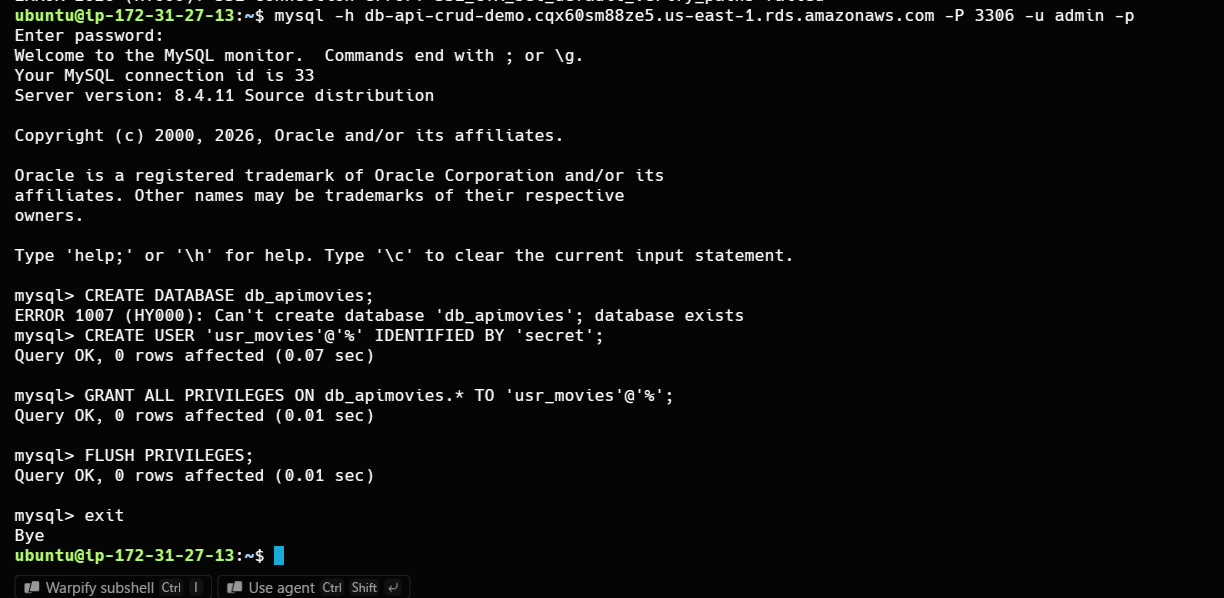 ubuntu@ip-172-31-27-13:~$ mysql -h db-api-crud-demo.cqx60sm88ze5.us-east-1.rds.amazonaws.com -P 3306 -u admin -p
Enter password:
Welcome to the MySQL monitor.  Commands end with ; or \g.
Your MySQL connection id is 33
Server version: 8.4.11 Source distribution

Copyright (c) 2000, 2026, Oracle and/or its affiliates.

Oracle is a registered trademark of Oracle Corporation and/or its
affiliates. Other names may be trademarks of their respective
owners.

Type 'help;' or '\h' for help. Type '\c' to clear the current input statement.

mysql> CREATE DATABASE db_apimovies;
ERROR 1007 (HY000): Can't create database 'db_apimovies'; database exists
mysql> CREATE USER 'usr_movies'@'%' IDENTIFIED BY 'secret';
Query OK, 0 rows affected (0.07 sec)

mysql> GRANT ALL PRIVILEGES ON db_apimovies.* TO 'usr_movies'@'%';
Query OK, 0 rows affected (0.01 sec)

mysql> FLUSH PRIVILEGES;
Query OK, 0 rows affected (0.01 sec)

mysql> exit
Bye
ubuntu@ip-172-31-27-13:~$
Warpify subshell Ctrl I Use agent Ctrl Shift ⏎